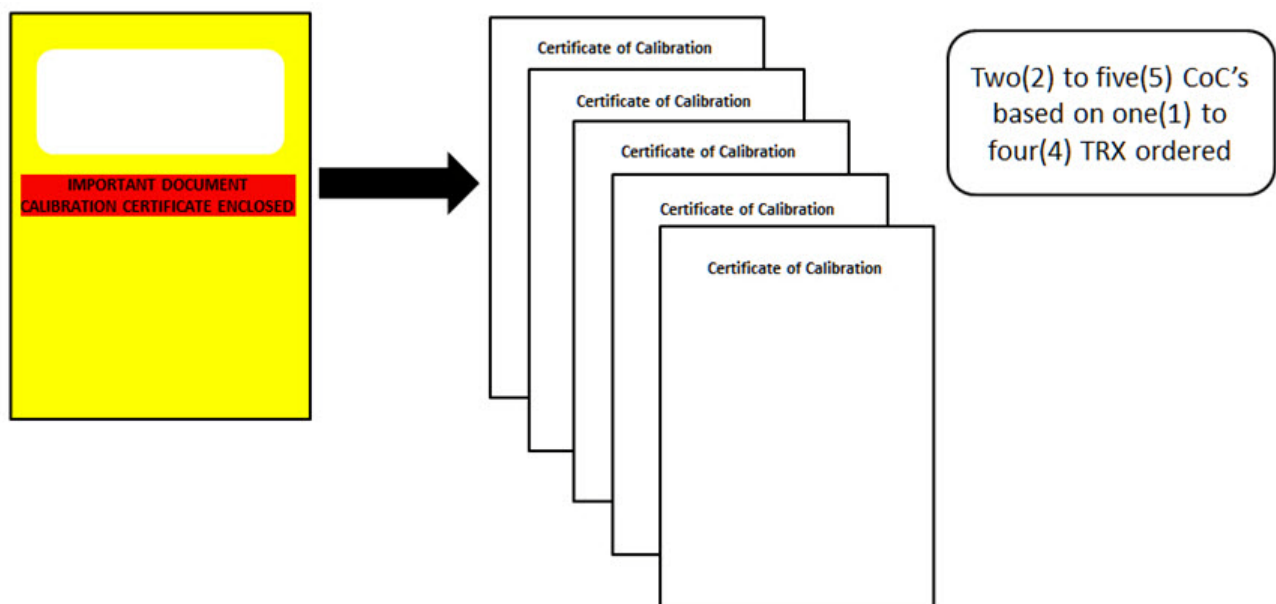 IMPORTANT DOCUMENT
CALIBRATION CERTIFICATE ENCLOSED
Certificate of Calibration
Certificate of Calibration
Certificate of Calibration
Certificate of Calibration
Certificate of Calibration
Two(2) to five(5) CoC’s
based on one(1) to
four(4) TRX ordered